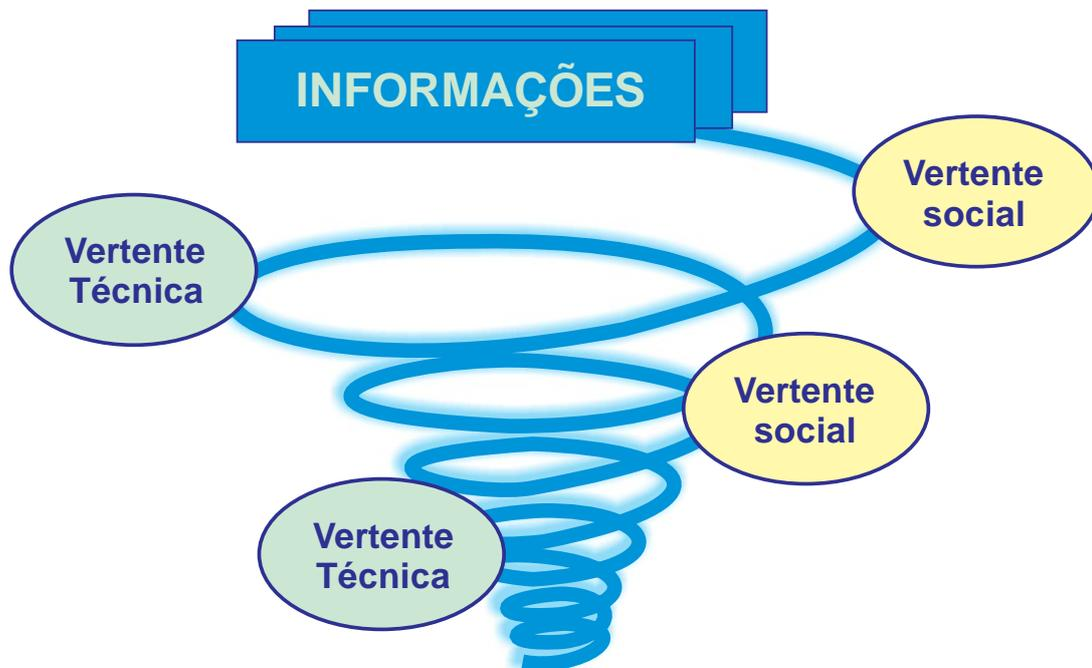 INFORMAÇÕES
Vertente
social
Vertente
Técnica
Vertente
social
Vertente
Técnica